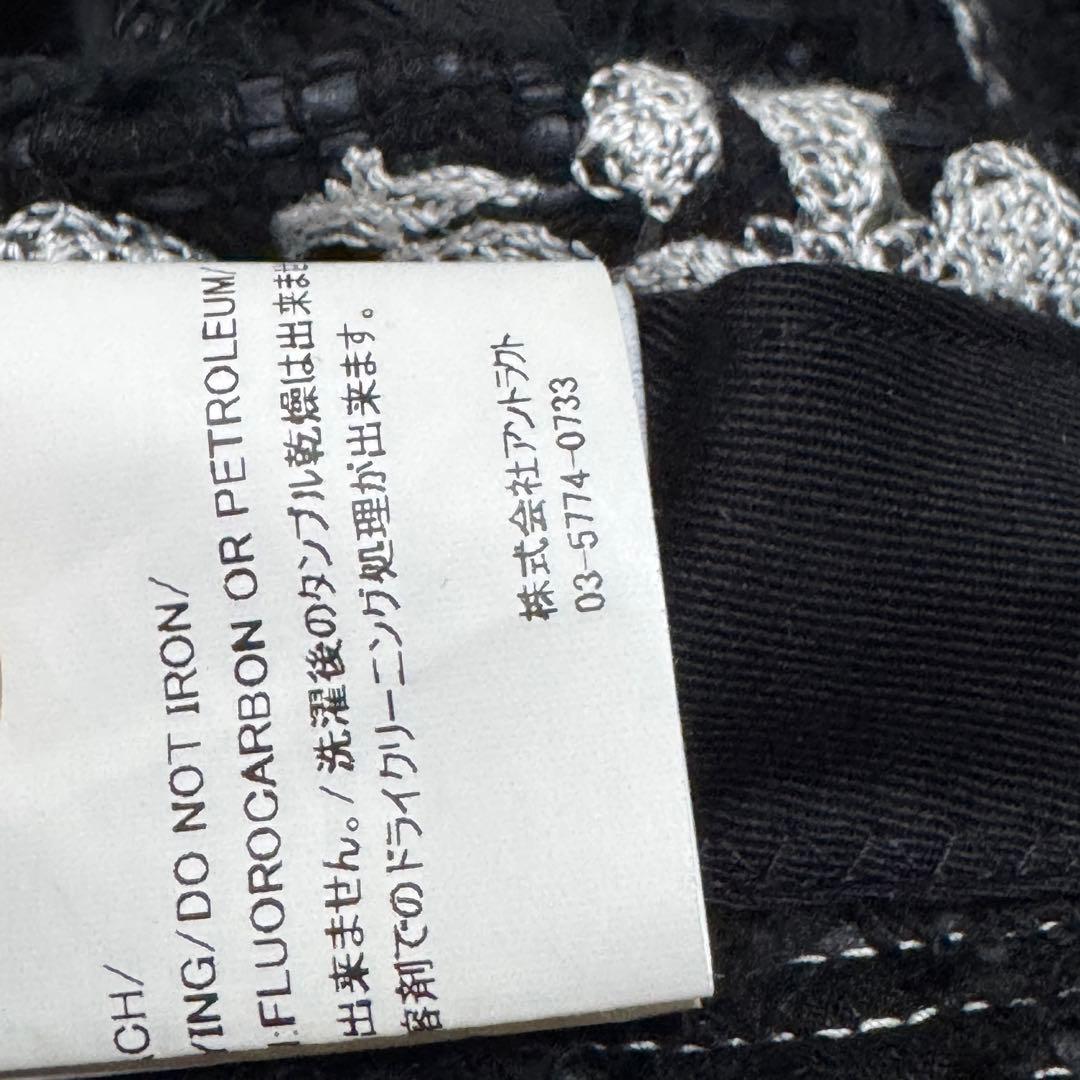 CH/
YING/DO NOT IRON/
:FLUOROCARBON OR PETROLEUM/
出来ません。/洗濯後のタンブル乾燥は出来ませ
溶剤でのドライクリーニング処理が出来ます。
株式会社アントラクト
03-5774-0733